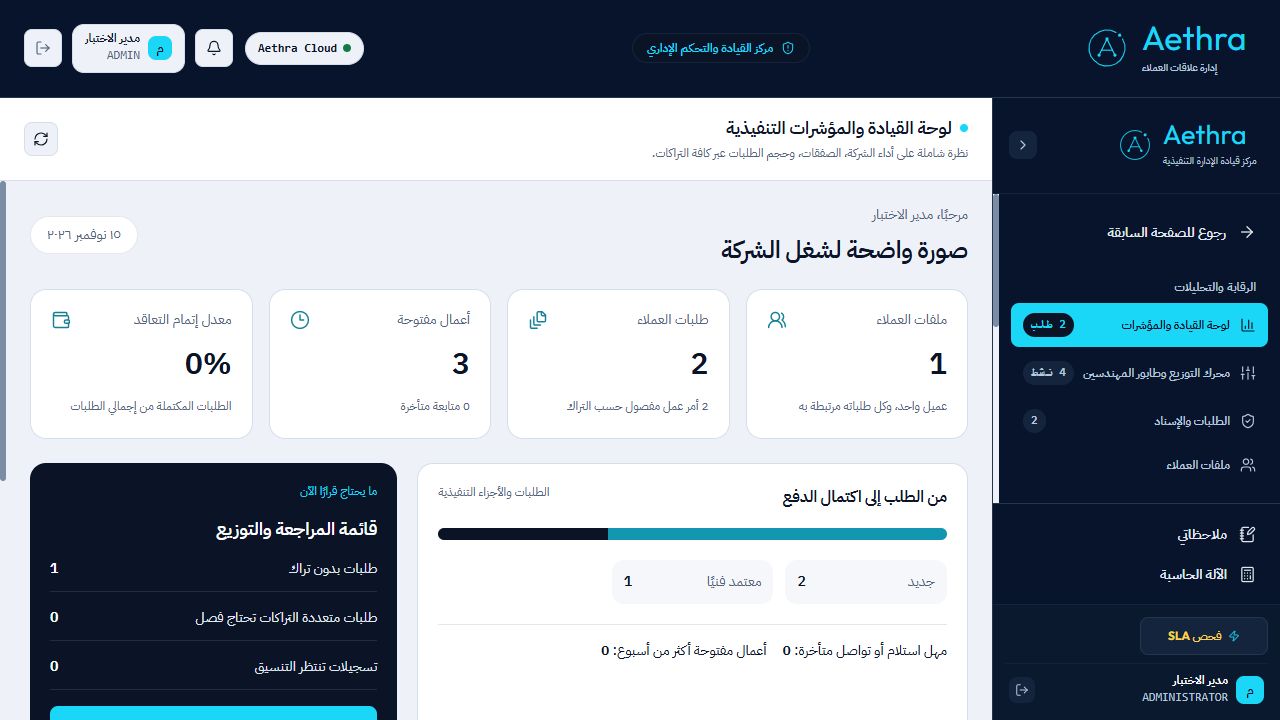 Aethra
إدارة علاقات العملاء
مركز القيادة والتحكم الإداري
Aethra Cloud
مدير الاختبار
ADMIN
م
Aethra
مركز قيادة الإدارة التنفيذية
رجوع للصفحة السابقة
الرقابة والتحليلات
لوحة القيادة والمؤشرات
2 طلب
محرك التوزيع وطابور المهندسين
4 نشط
الطلبات والإسناد
2
ملفات العملاء
ملاحظاتي
الآلة الحاسبة
فحص SLA
مدير الاختبار
ADMINISTRATOR
م
لوحة القيادة والمؤشرات التنفيذية
نظرة شاملة على أداء الشركة، الصفقات، وحجم الطلبات عبر كافة التراكات.
مرحبًا، مدير الاختبار
صورة واضحة لشغل الشركة
١٥ نوفمبر ٢٠٢٦
ملفات العملاء
1
عميل واحد، وكل طلباته مرتبطة به
طلبات العملاء
2
2 أمر عمل مفصول حسب التراك
أعمال مفتوحة
3
0 متابعة متأخرة
معدل إتمام التعاقد
0%
الطلبات المكتملة من إجمالي الطلبات
من الطلب إلى اكتمال الدفع
الطلبات والأجزاء التنفيذية
جديد
2
معتمد فنيًا
1
مهل استلام أو تواصل متأخرة: 0
أعمال مفتوحة أكثر من أسبوع: 0
ما يحتاج قرارًا الآن
قائمة المراجعة والتوزيع
طلبات بدون تراك
1
طلبات متعددة التراكات تحتاج فصل
0
تسجيلات تنتظر التنسيق
0